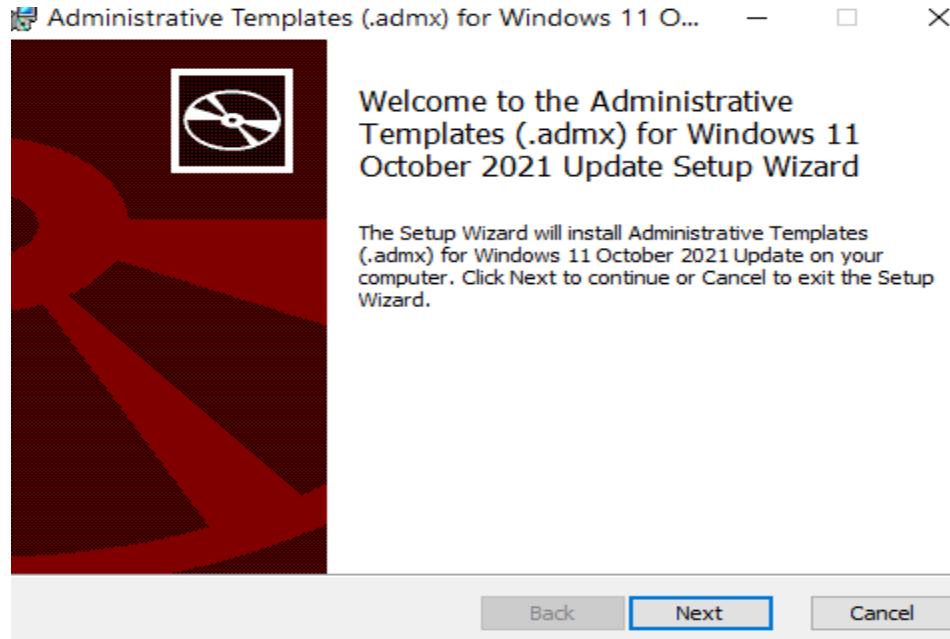 Administrative Templates (.admx) for Windows 11 O...
Welcome to the Administrative
Templates (.admx) for Windows 11
October 2021 Update Setup Wizard
The Setup Wizard will install Administrative Templates
(.admx) for Windows 11 October 2021 Update on your
computer. Click Next to continue or Cancel to exit the Setup
Wizard.
Back
Next
Cancel